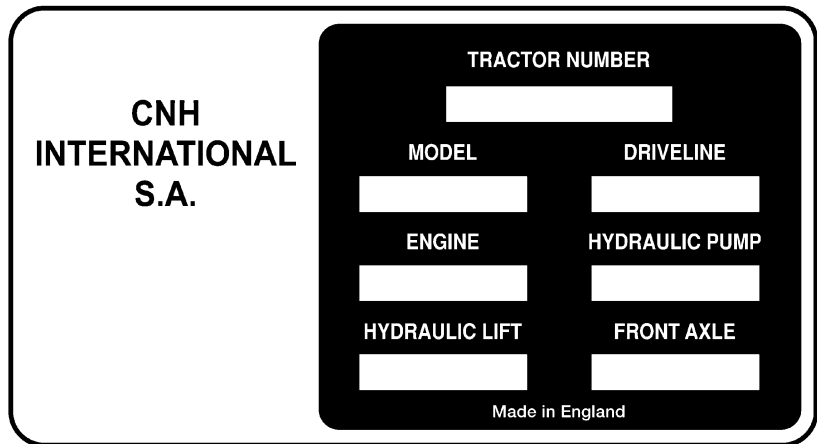 CNH
INTERNATIONAL
S.A.
TRACTOR NUMBER
MODEL
DRIVELINE
ENGINE
HYDRAULIC PUMP
HYDRAULIC LIFT
FRONT AXLE
Made in England